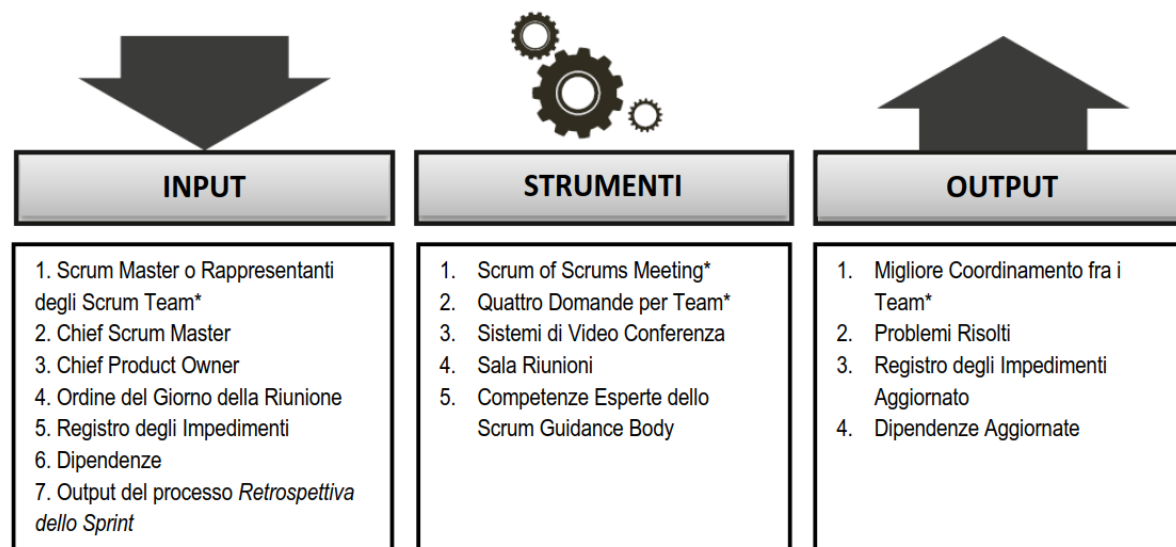 INPUT
1. Scrum Master o Rappresentanti
degli Scrum Team*
2. Chief Scrum Master
3. Chief Product Owner
4. Ordine del Giorno della Riunione
5. Registro degli Impedimenti
6. Dipendenze
7. Output del processo Retrospettiva
dello Sprint
STRUMENTI
1. Scrum of Scrums Meeting*
2. Quattro Domande per Team*
3. Sistemi di Video Conferenza
4. Sala Riunioni
5. Competenze Esperte dello
Scrum Guidance Body
OUTPUT
1. Migliore Coordinamento fra i
Team*
2. Problemi Risolti
3. Registro degli Impedimenti
Aggiornato
4. Dipendenze Aggiornate